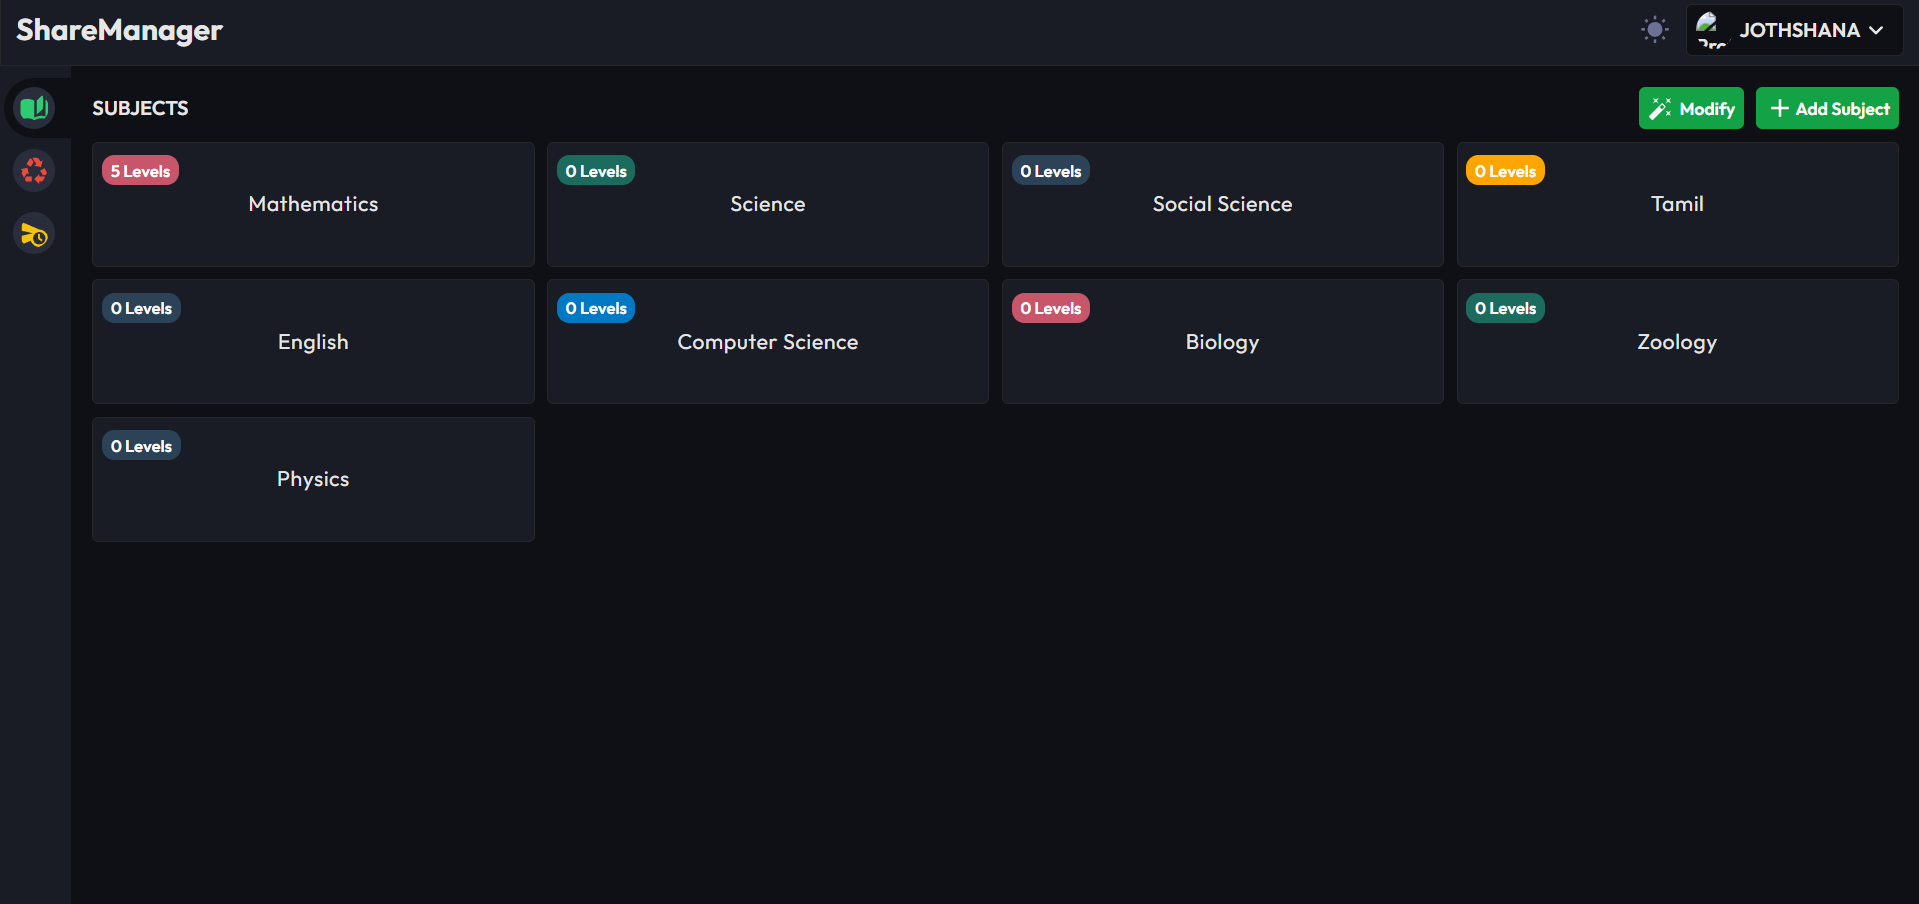 ShareManager
JOTHSHANA
SUBJECTS
Modify
Add Subject
5 Levels
Mathematics
0 Levels
Science
0 Levels
Social Science
0 Levels
Tamil
0 Levels
English
0 Levels
Computer Science
0 Levels
Biology
0 Levels
Zoology
0 Levels
Physics